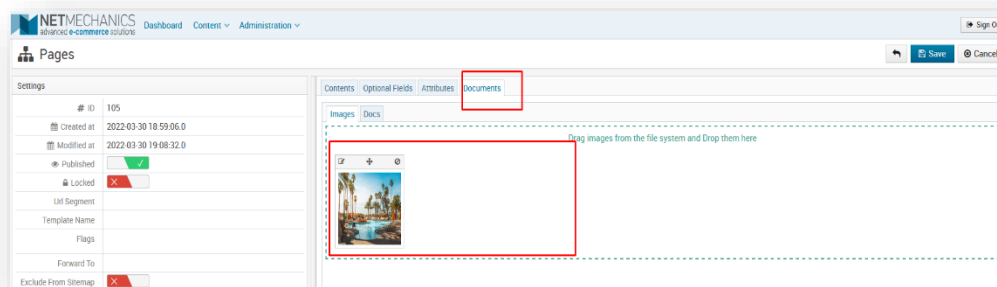 NETMECHANICS
advanced e-commerce solutions
Dashboard Content Administration
Sign O
Pages
Save Cancel
Settings
# ID 105
Created at 2022-03-30 18:59:06.0
Modified at 2022-03-30 19:08:32.0
Published
Locked
Url Segment
Template Name
Flags
Forward To
Exclude From Sitemap
Contents Optional Fields Attributes Documents
Images Docs
Drag images from the file system and Drop them here